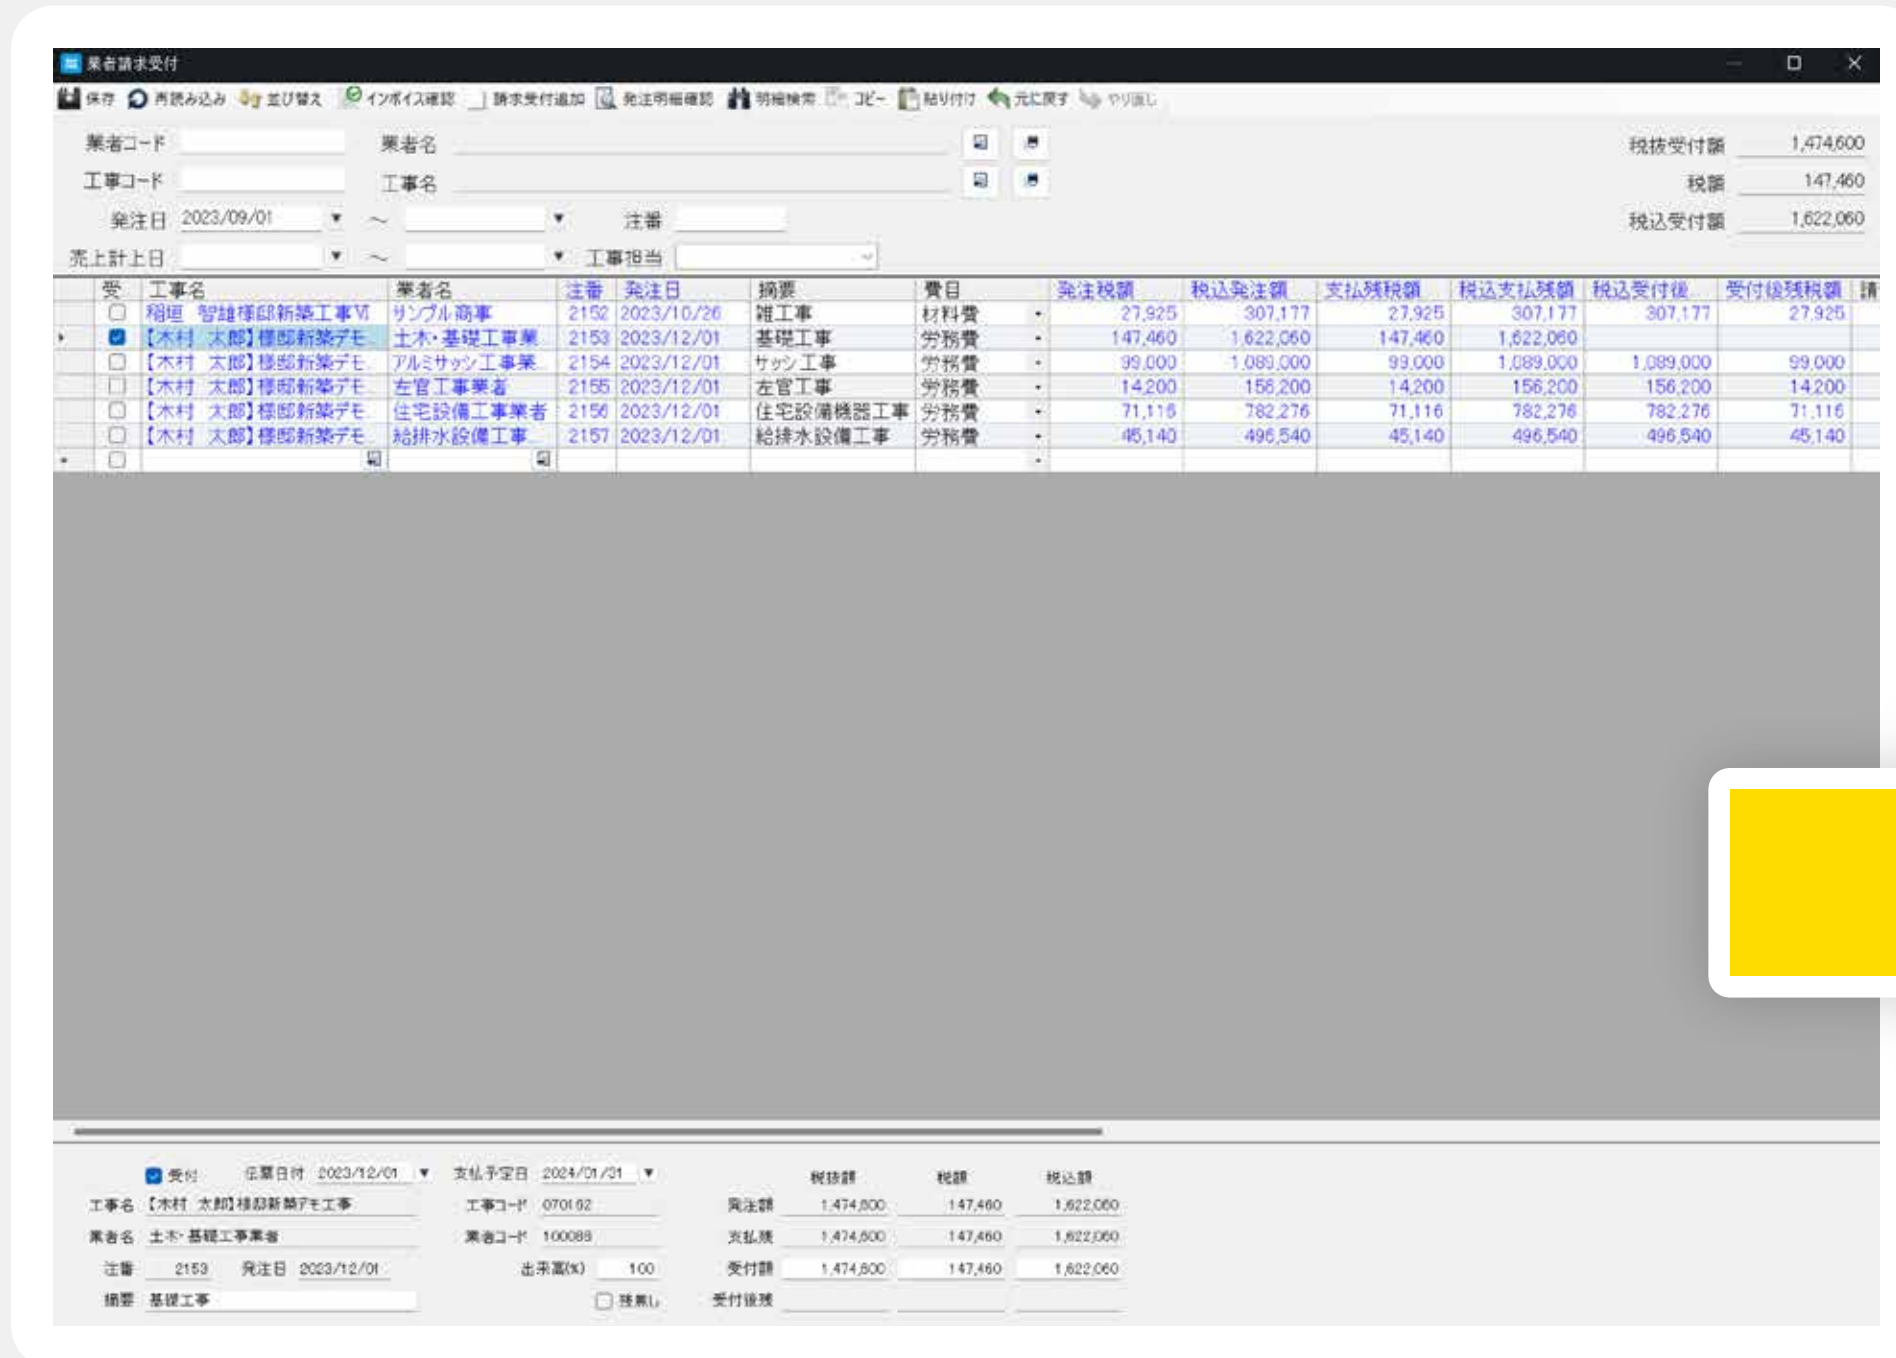 業者請求受付
保存 再読み込み 並び替え インボイス確認 請求受付追加 発注明細確認 明細検索 コピー 貼り付け 元に戻す やり直し
業者コード 業者名 税抜受付額 1,474,600
工事コード 工事名 税額 147,460
発注日 2023/09/01 ～ 注番 税込受付額 1,622,060
売上計上日 ～ 工事担当
受 工事名 業者名 注番 発注日 摘要 費目 発注税額 税込発注額 支払残税額 税込支払残額 税込受付後... 受付後残税額 請
稲垣 智雄様邸新築工事Ⅵ サンプル商事 2152 2023/10/26 雑工事 材料費 27,925 307,177 27,925 307,177 307,177 27,925
【木村 太郎】様邸新築デモ... 土木・基礎工事業... 2153 2023/12/01 基礎工事 労務費 147,460 1,622,060 147,460 1,622,060
【木村 太郎】様邸新築デモ... アルミサッシ工事業... 2154 2023/12/01 サッシ工事 労務費 99,000 1,089,000 99,000 1,089,000 1,089,000 99,000
【木村 太郎】様邸新築デモ... 左官工事業者 2155 2023/12/01 左官工事 労務費 14,200 156,200 14,200 156,200 156,200 14,200
【木村 太郎】様邸新築デモ... 住宅設備工事業者 2156 2023/12/01 住宅設備機器工事 労務費 71,116 782,276 71,116 782,276 782,276 71,116
【木村 太郎】様邸新築デモ... 給排水設備工事... 2157 2023/12/01 給排水設備工事 労務費 45,140 496,540 45,140 496,540 496,540 45,140
受付 伝票日付 2023/12/01 支払予定日 2024/01/31 税抜額 税額 税込額
工事名 【木村 太郎】様邸新築デモ工事 工事コード 070162 発注額 1,474,600 147,460 1,622,060
業者名 土木・基礎工事業者 業者コード 支払残 1,474,600 147,460 1,622,060
注番 2153 発注日 2023/12/01 出来高(%) 100 受付額 1,474,600 147,460 1,622,060
摘要 基礎工事 残無し 受付後残